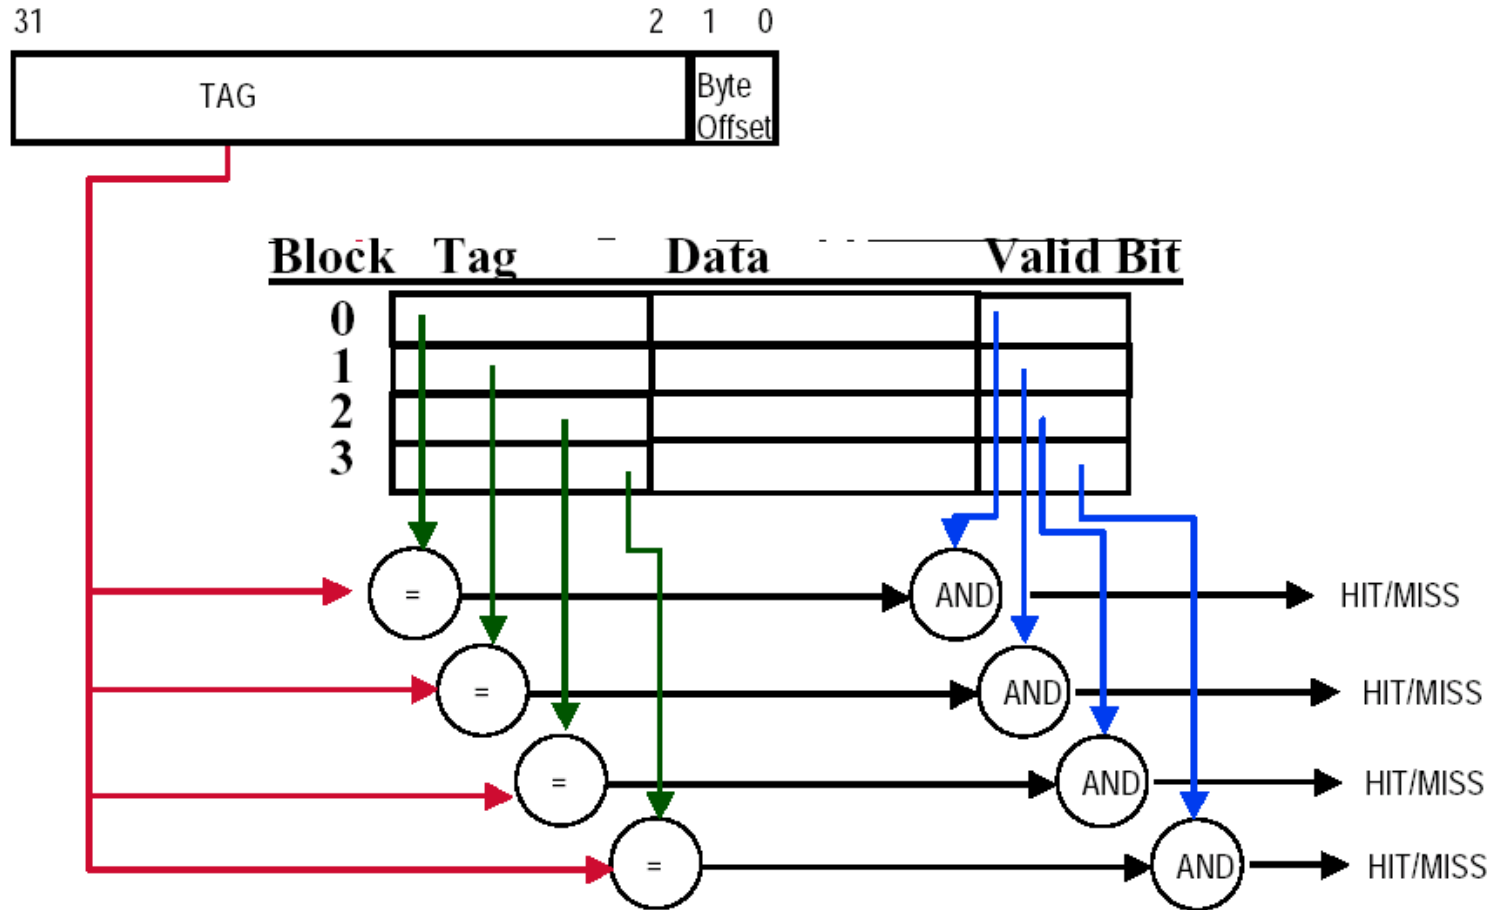 31 2 1 0
TAG
Byte
Offset
Block Tag Data Valid Bit
0
1
2
3
= AND HIT/MISS
= AND HIT/MISS
= AND HIT/MISS
= AND HIT/MISS